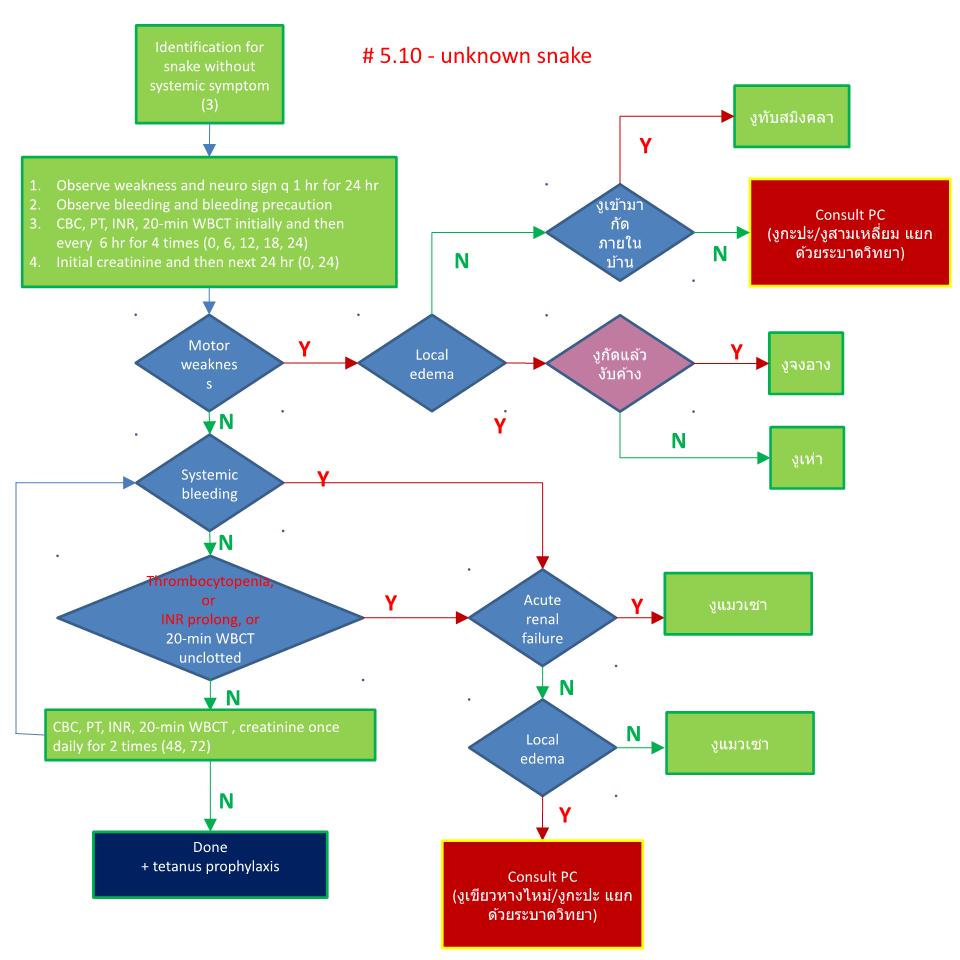 # 5.10 - unknown snake
Identification for
snake without
systemic symptom
(3)
1. Observe weakness and neuro sign q 1 hr for 24 hr
2. Observe bleeding and bleeding precaution
3. CBC, PT, INR, 20-min WBCT initially and then
every 6 hr for 4 times (0, 6, 12, 18, 24)
4. Initial creatinine and then next 24 hr (0, 24)
งูทับสมิงคลา
Y
งูเข้ามา
กัด
ภายใน
บ้าน
N
Consult PC
(งูกะปะ/งูสามเหลี่ยม แยก
ด้วยระบาดวิทยา)
N
Motor
weaknes
s
Y
Local
edema
Y
งูกัดแล้ว
งับค้าง
Y
งูจงอาง
N
งูเห่า
N
Systemic
bleeding
Y
N
Thrombocytopenia,
or
INR prolong, or
20-min WBCT
unclotted
Y
Acute
renal
failure
Y
งูแมวเซา
N
N
CBC, PT, INR, 20-min WBCT , creatinine once
daily for 2 times (48, 72)
Local
edema
N
งูแมวเซา
N
Y
Done
+ tetanus prophylaxis
Consult PC
(งูเขียวหางไหม้/งูกะปะ แยก
ด้วยระบาดวิทยา)